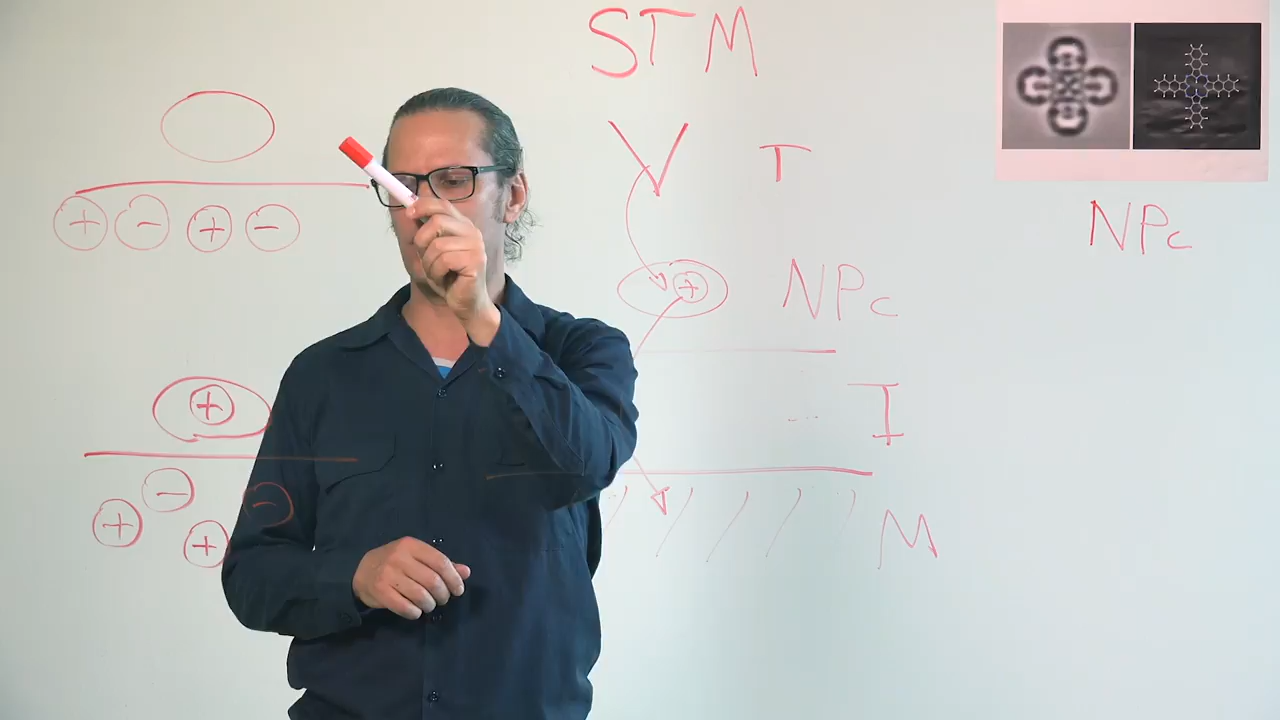 STM
T
NPc
NPc
+ - + -
+
I
+ - + -
M
+